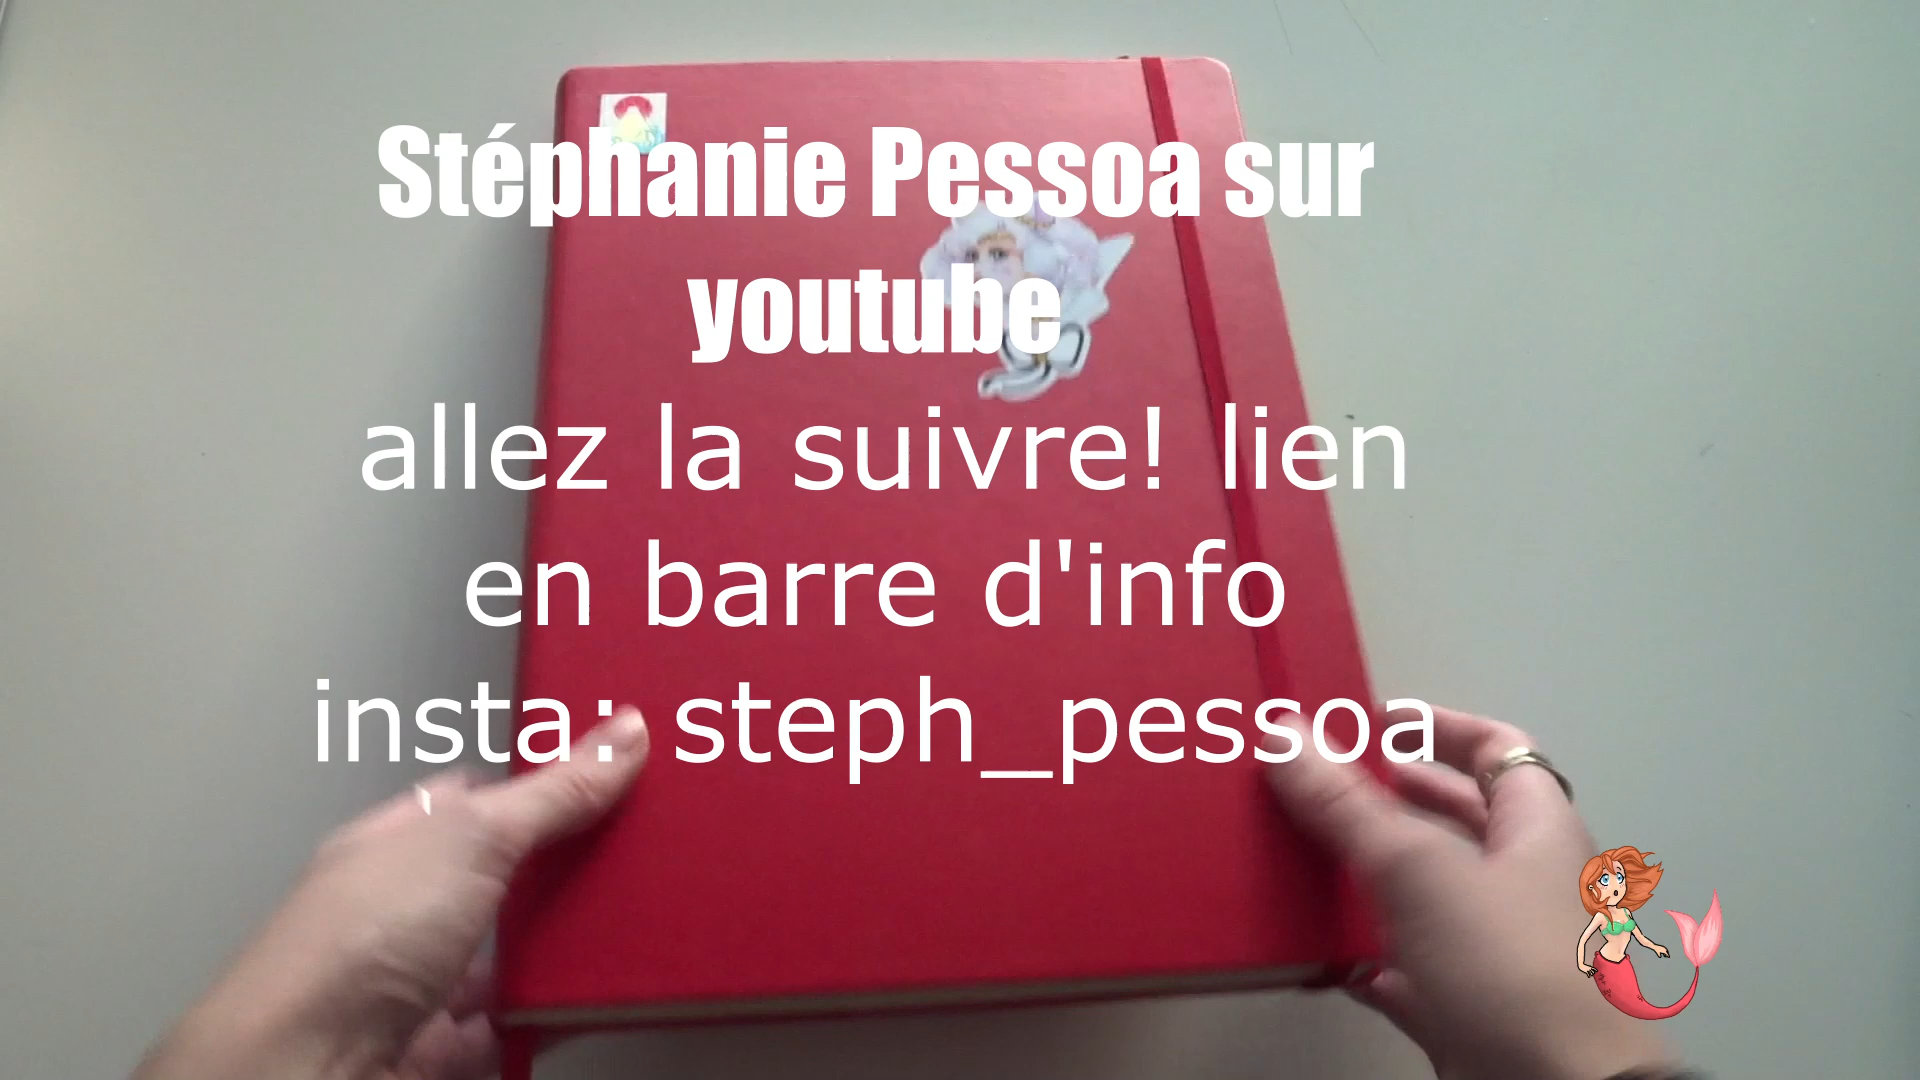 Stéphanie Pessoa sur
youtube
allez la suivre! lien
en barre d'info
insta: steph_pessoa